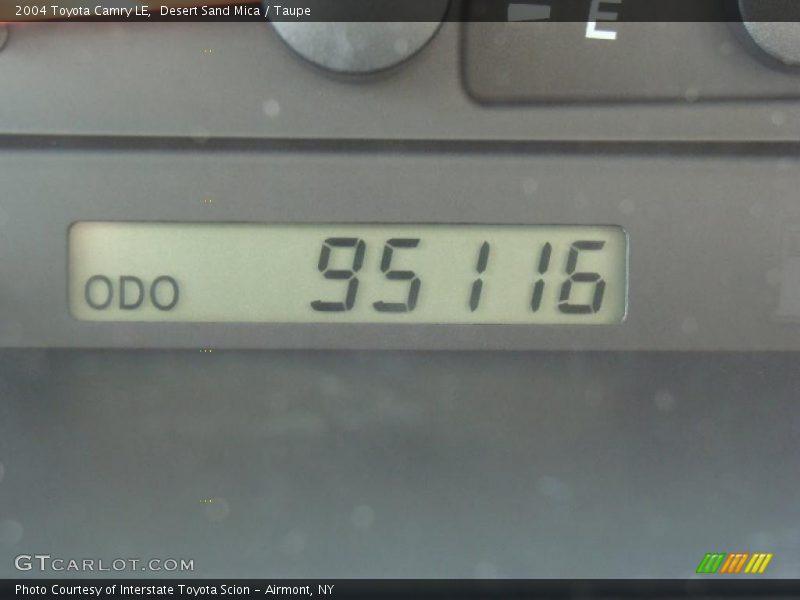 2004 Toyota Camry LE, Desert Sand Mica / Taupe
E
ODO 95116
GTCARLOT.COM
Photo Courtesy of Interstate Toyota Scion - Airmont, NY